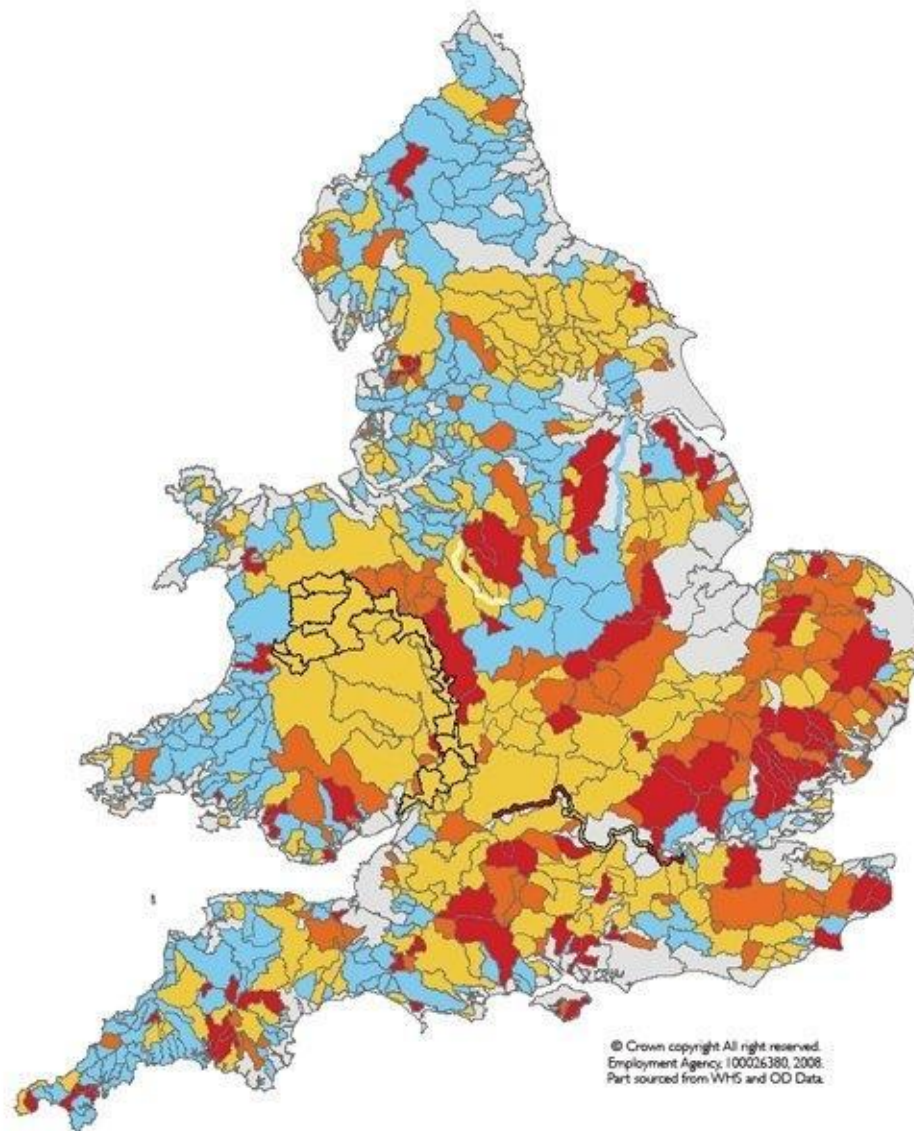 © Crown copyright All right reserved.
Employment Agency, 100026380, 2008.
Part sourced from WHS and OD Data.